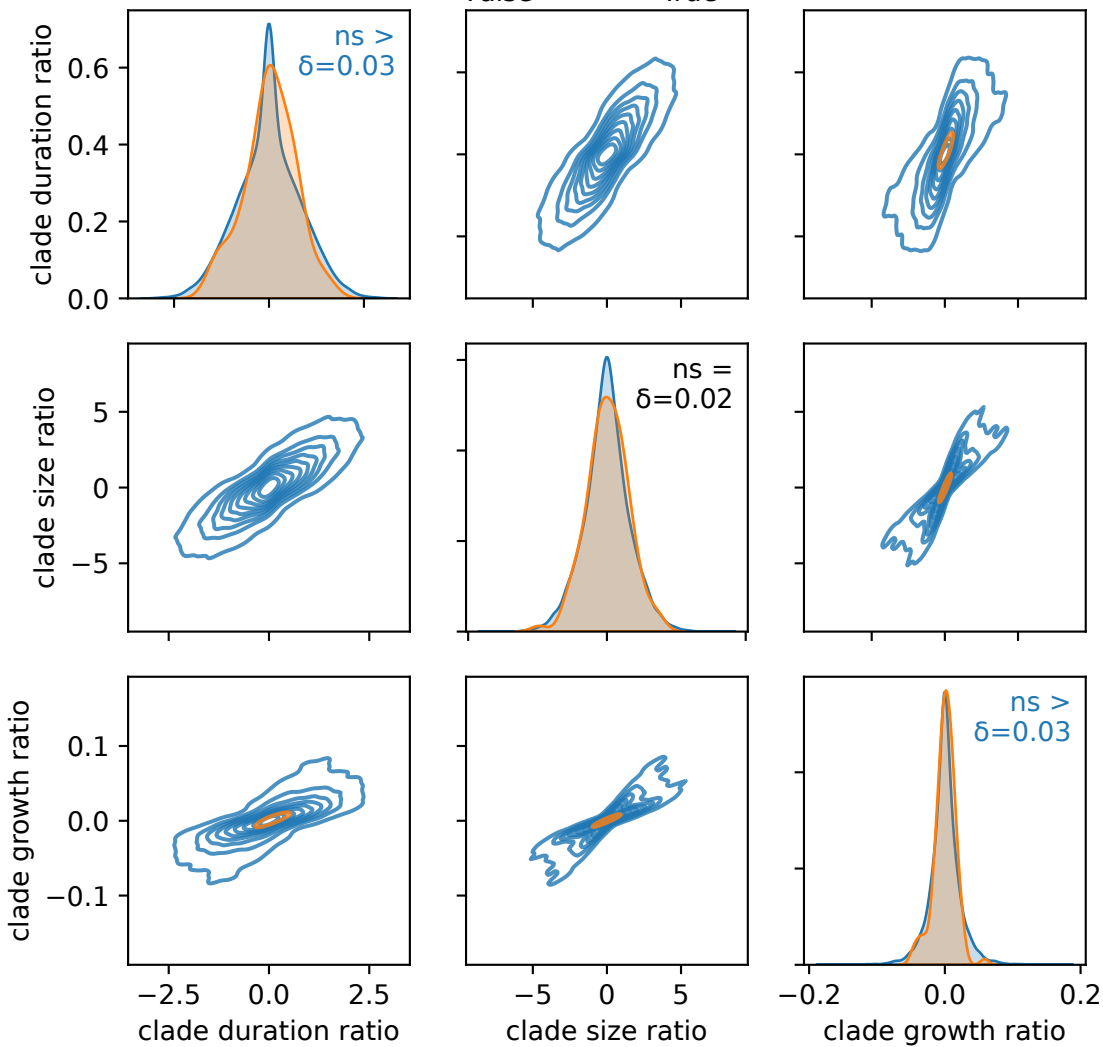 clade duration ratio
0.6
0.4
0.2
0.0
ns >
δ=0.03
clade size ratio
5
0
−5
ns =
δ=0.02
clade growth ratio
0.1
0.0
−0.1
ns >
δ=0.03
−2.5 0.0 2.5
−5 0 5
−0.2 0.0 0.2
clade duration ratio
clade size ratio
clade growth ratio